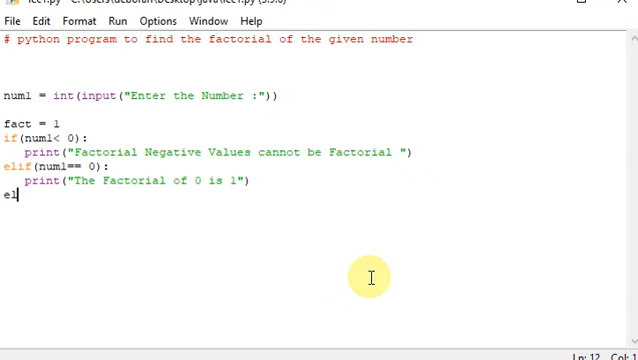 File Edit Format Run Options Window Help
# python program to find the factorial of the given number
num1 = int(input("Enter the Number :"))
fact = 1
if(num1< 0):
print("Factorial Negative Values cannot be Factorial ")
elif(num1== 0):
print("The Factorial of 0 is 1")
el
Ln: 12